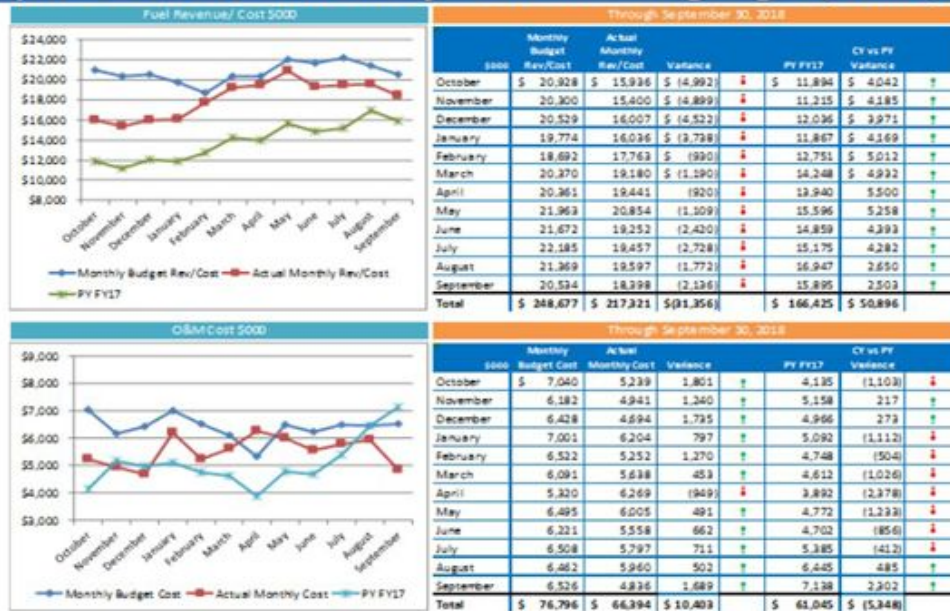 Fuel Revenue/ Cost $000
$24,000
$22,000
$20,000
$18,000
$16,000
$14,000
$12,000
$10,000
$8,000
October November December January February March April May June July August September
Monthly Budget Rev/Cost Actual Monthly Rev/Cost
PY FY17
Through September 30, 2018
Monthly Actual
Budget Monthly CY vs PY
$000 Rev/Cost Rev/Cost Variance PY FY17 Variance
October $ 20,928 $ 15,936 $ (4,992) $ 11,894 $ 4,042
November 20,300 15,400 $ (4,899) 11,215 $ 4,185
December 20,529 16,007 $ (4,522) 12,036 $ 3,971
January 19,774 16,036 $ (3,738) 11,867 $ 4,169
February 18,692 17,763 $ (930) 12,751 $ 5,012
March 20,370 19,180 $ (1,190) 14,248 $ 4,932
April 20,361 19,441 (920) 13,940 5,500
May 21,963 20,854 (1,109) 15,596 5,258
June 21,672 19,252 (2,420) 14,859 4,393
July 22,185 19,457 (2,728) 15,175 4,282
August 21,369 19,597 (1,772) 16,947 2,650
September 20,534 18,398 (2,136) 15,895 2,503
Total $ 248,677 $ 217,321 $(31,356) $ 166,425 $ 50,896
O&M Cost $000
$9,000
$8,000
$7,000
$6,000
$5,000
$4,000
$3,000
October November December January February March April May June July August September
Monthly Budget Cost Actual Monthly Cost PY FY17
Through September 30, 2018
Monthly Actual CY vs PY
$000 Budget Cost Monthly Cost Variance PY FY17 Variance
October $ 7,040 5,239 1,801 4,135 (1,103)
November 6,182 4,941 1,240 5,158 217
December 6,428 4,694 1,735 4,966 273
January 7,001 6,204 797 5,092 (1,112)
February 6,522 5,252 1,270 4,748 (504)
March 6,091 5,638 453 4,612 (1,026)
April 5,320 6,269 (949) 3,892 (2,378)
May 6,495 6,005 491 4,772 (1,233)
June 6,221 5,558 662 4,702 (856)
July 6,508 5,797 711 5,385 (412)
August 6,462 5,960 502 6,445 485
September 6,526 4,836 1,689 7,138 2,302
Total $ 76,796 $ 66,394 $ 10,403 $ 61,045 $ (5,348)